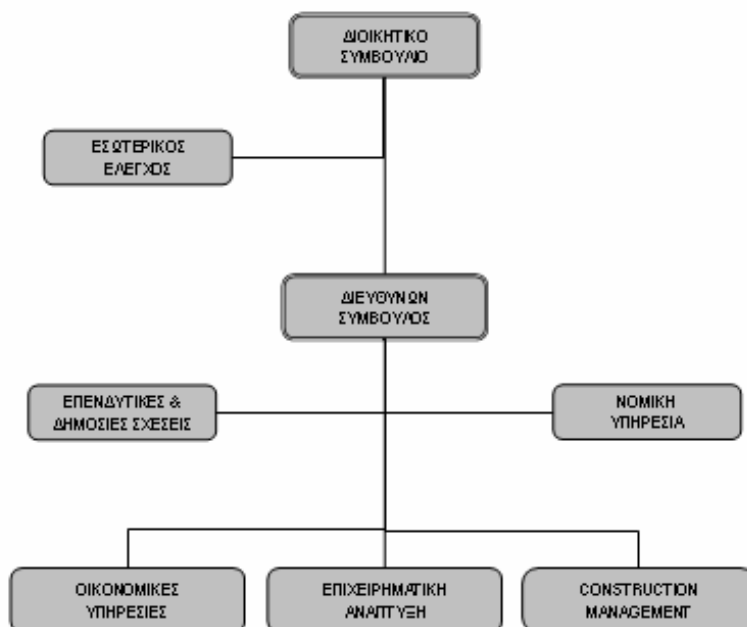 ΔΙΟΙΚΗΤΙΚΟ
ΣΥΜΒΟΥΛΙΟ
ΕΣΩΤΕΡΙΚΟΣ
ΕΛΕΓΧΟΣ
ΔΙΕΥΘΥΝΩΝ
ΣΥΜΒΟΥΛΟΣ
ΕΠΕΝΔΥΤΙΚΕΣ &
ΔΗΜΟΣΙΕΣ ΣΧΕΣΕΙΣ
ΝΟΜΙΚΗ
ΥΠΗΡΕΣΙΑ
ΟΙΚΟΝΟΜΙΚΕΣ
ΥΠΗΡΕΣΙΕΣ
ΕΠΙΧΕΙΡΗΜΑΤΙΚΗ
ΑΝΑΠΤΥΞΗ
CONSTRUCTION
MANAGEMENT